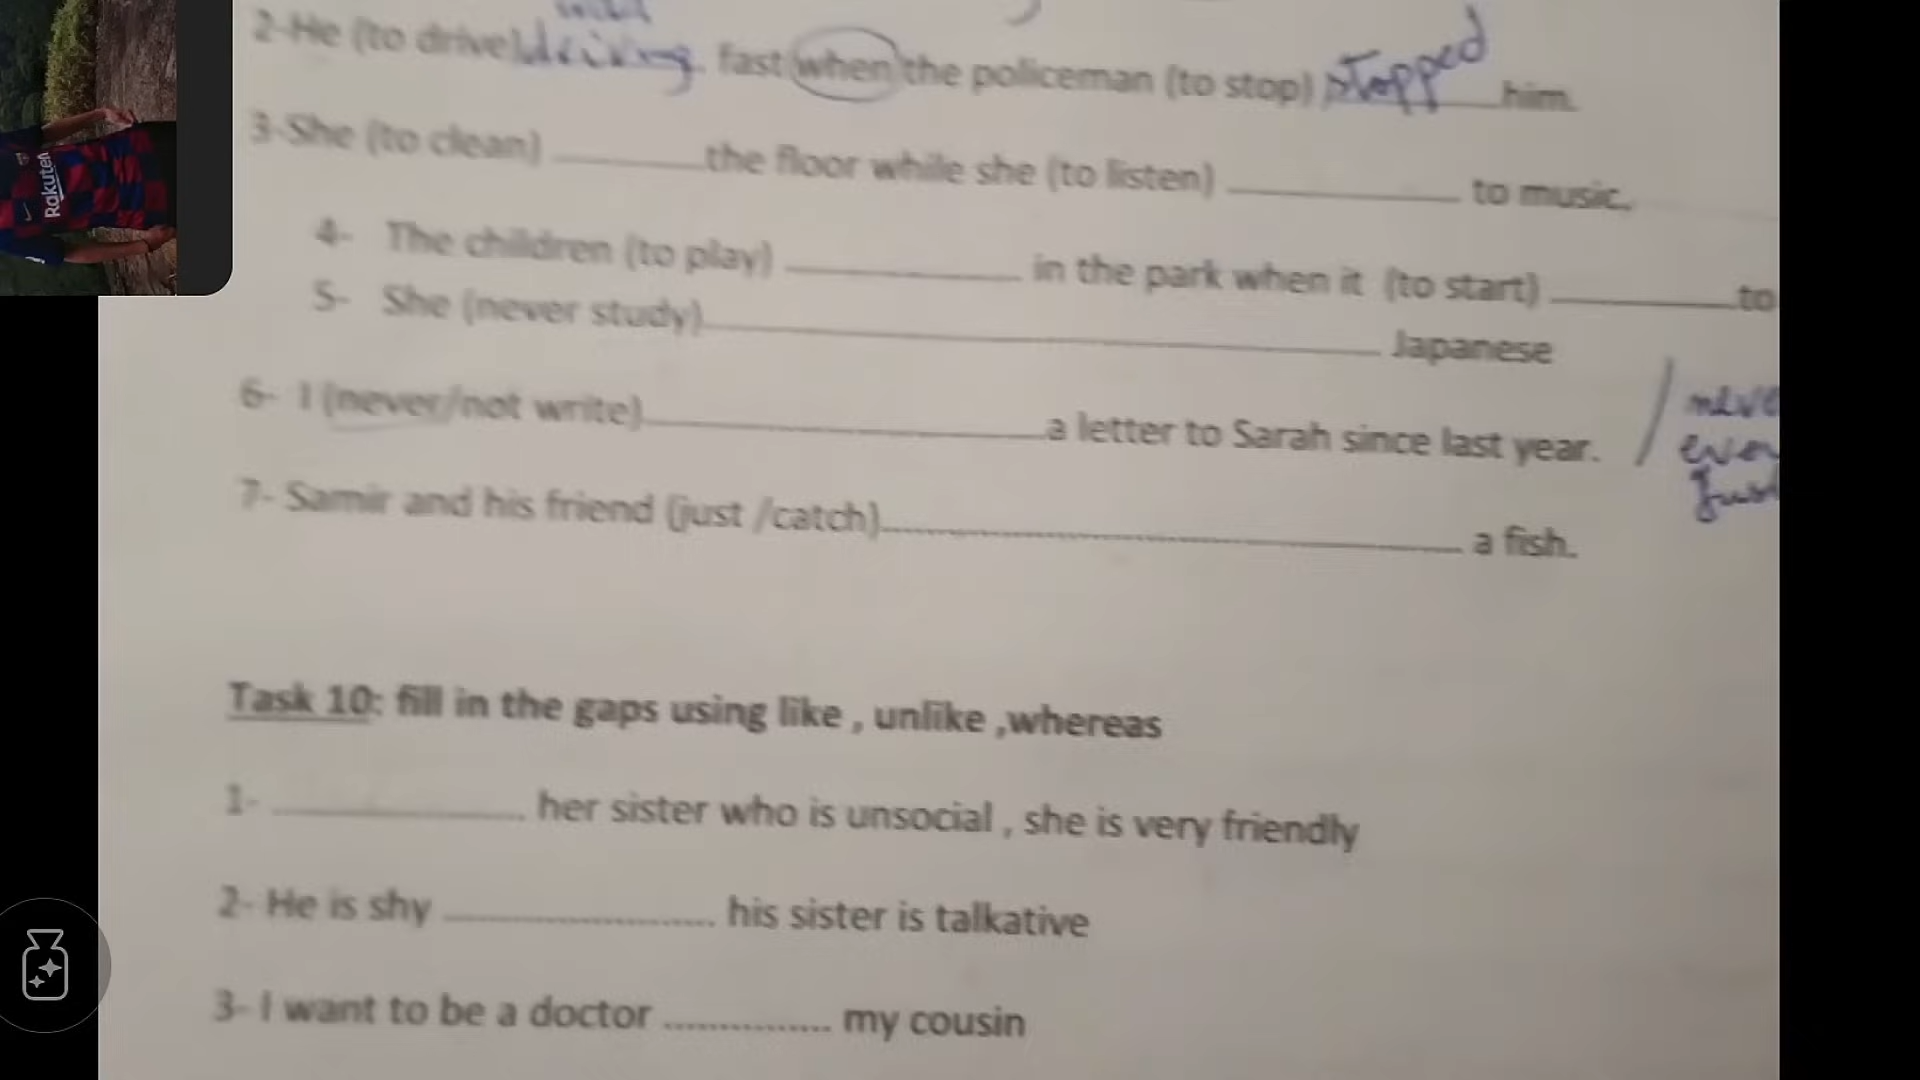 2-He (to drive) driving fast when the policeman (to stop) stopped him.
3-She (to clean) ________ the floor while she (to listen) ____________ to music.
4- The children (to play) ____________ in the park when it (to start) __________to
5- She (never study)........................................ Japanese
6- I (never/not write)........................a letter to Sarah since last year.
7- Samir and his friend (just /catch)........................................ a fish.
Task 10: fill in the gaps using like , unlike ,whereas
1- ........................ her sister who is unsocial , she is very friendly
2- He is shy ........................ his sister is talkative
3- I want to be a doctor ............... my cousin
Rakuten